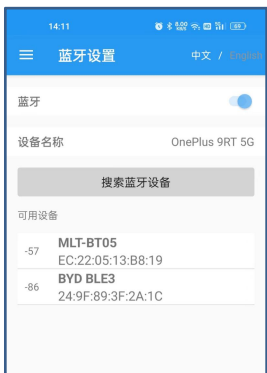 14:11
蓝牙设置 中文 / English
蓝牙
设备名称 OnePlus 9RT 5G
搜索蓝牙设备
可用设备
-57 MLT-BT05
EC:22:05:13:B8:19
-86 BYD BLE3
24:9F:89:3F:2A:1C